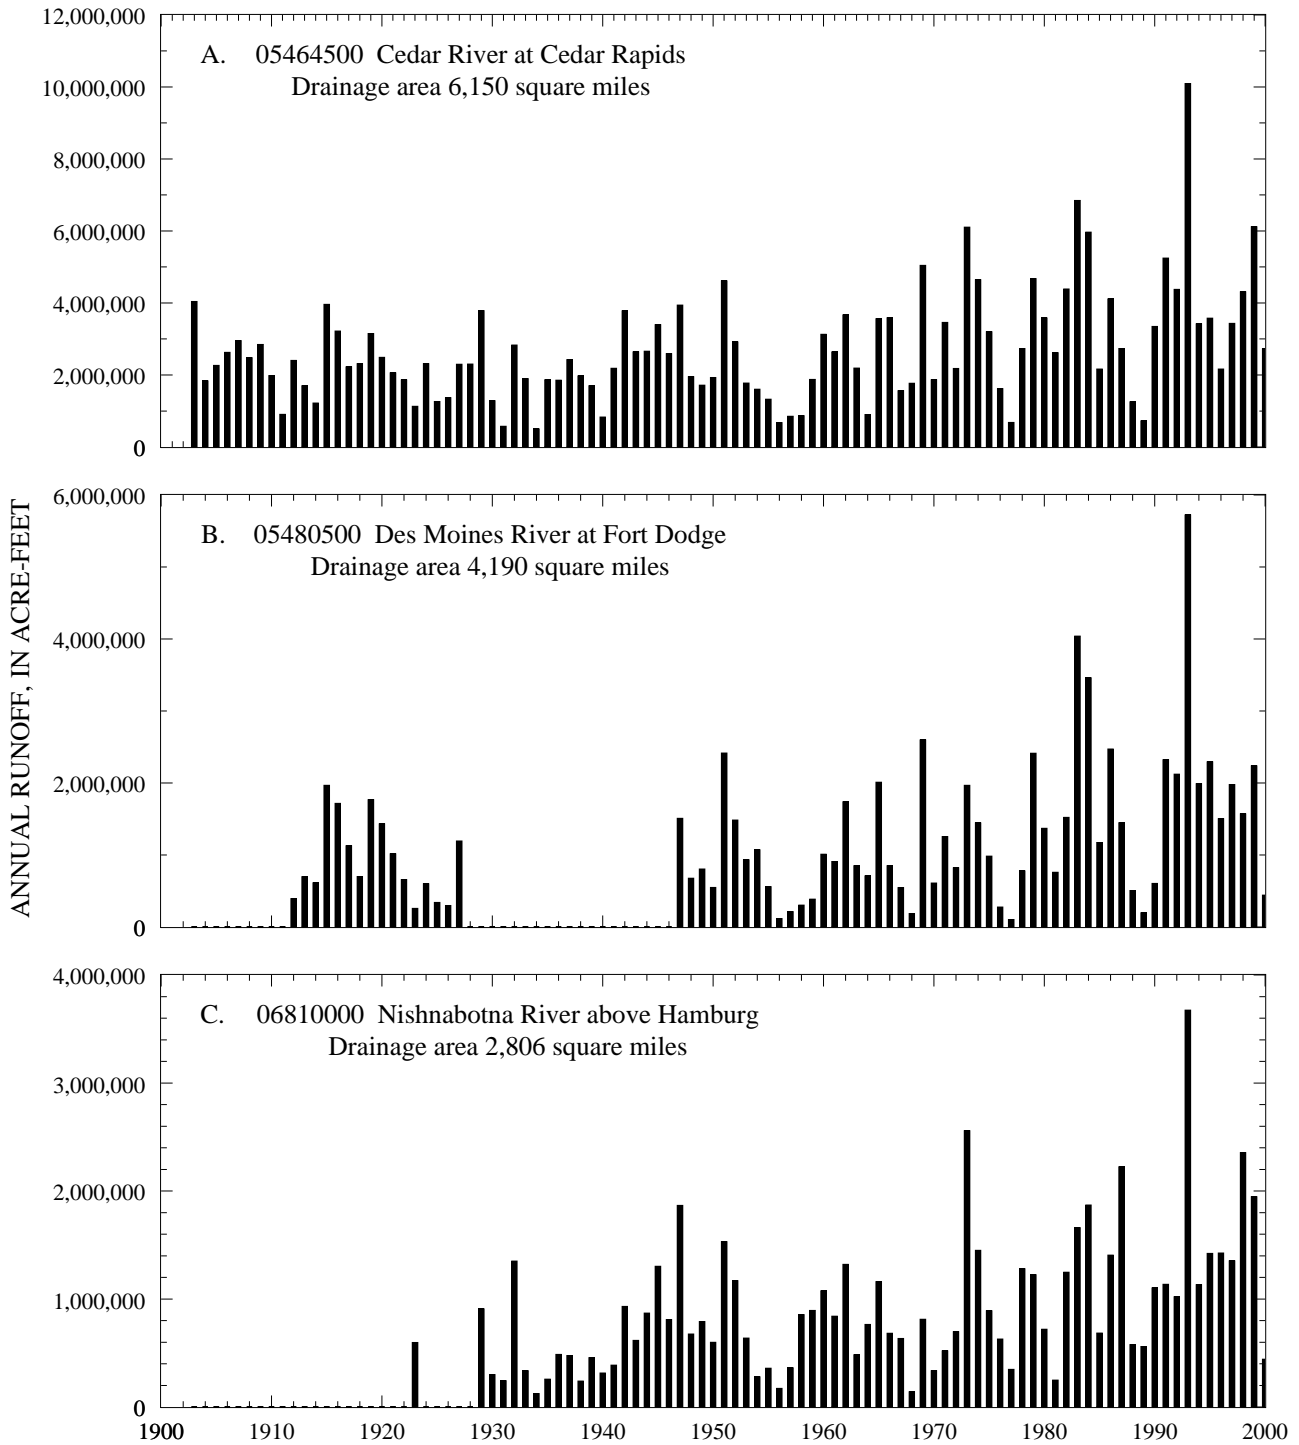 12,000,000
A. 05464500 Cedar River at Cedar Rapids
Drainage area 6,150 square miles
10,000,000
8,000,000
6,000,000
4,000,000
2,000,000
0
ANNUAL RUNOFF, IN ACRE-FEET
6,000,000
B. 05480500 Des Moines River at Fort Dodge
Drainage area 4,190 square miles
4,000,000
2,000,000
0
4,000,000
C. 06810000 Nishnabotna River above Hamburg
Drainage area 2,806 square miles
3,000,000
2,000,000
1,000,000
0
1900 1910 1920 1930 1940 1950 1960 1970 1980 1990 2000